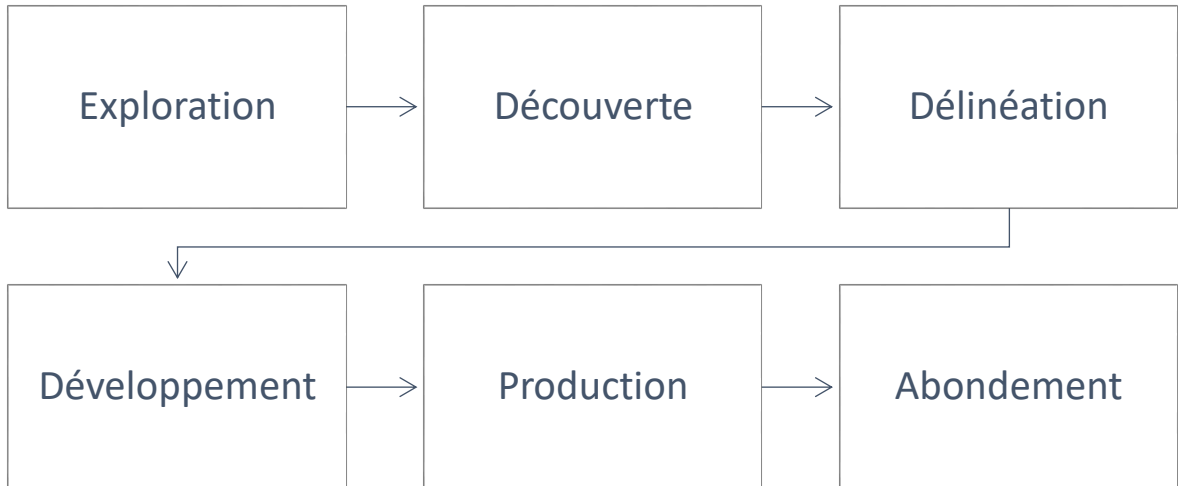 Exploration
Découverte
Délinéation
Développement
Production
Abondement